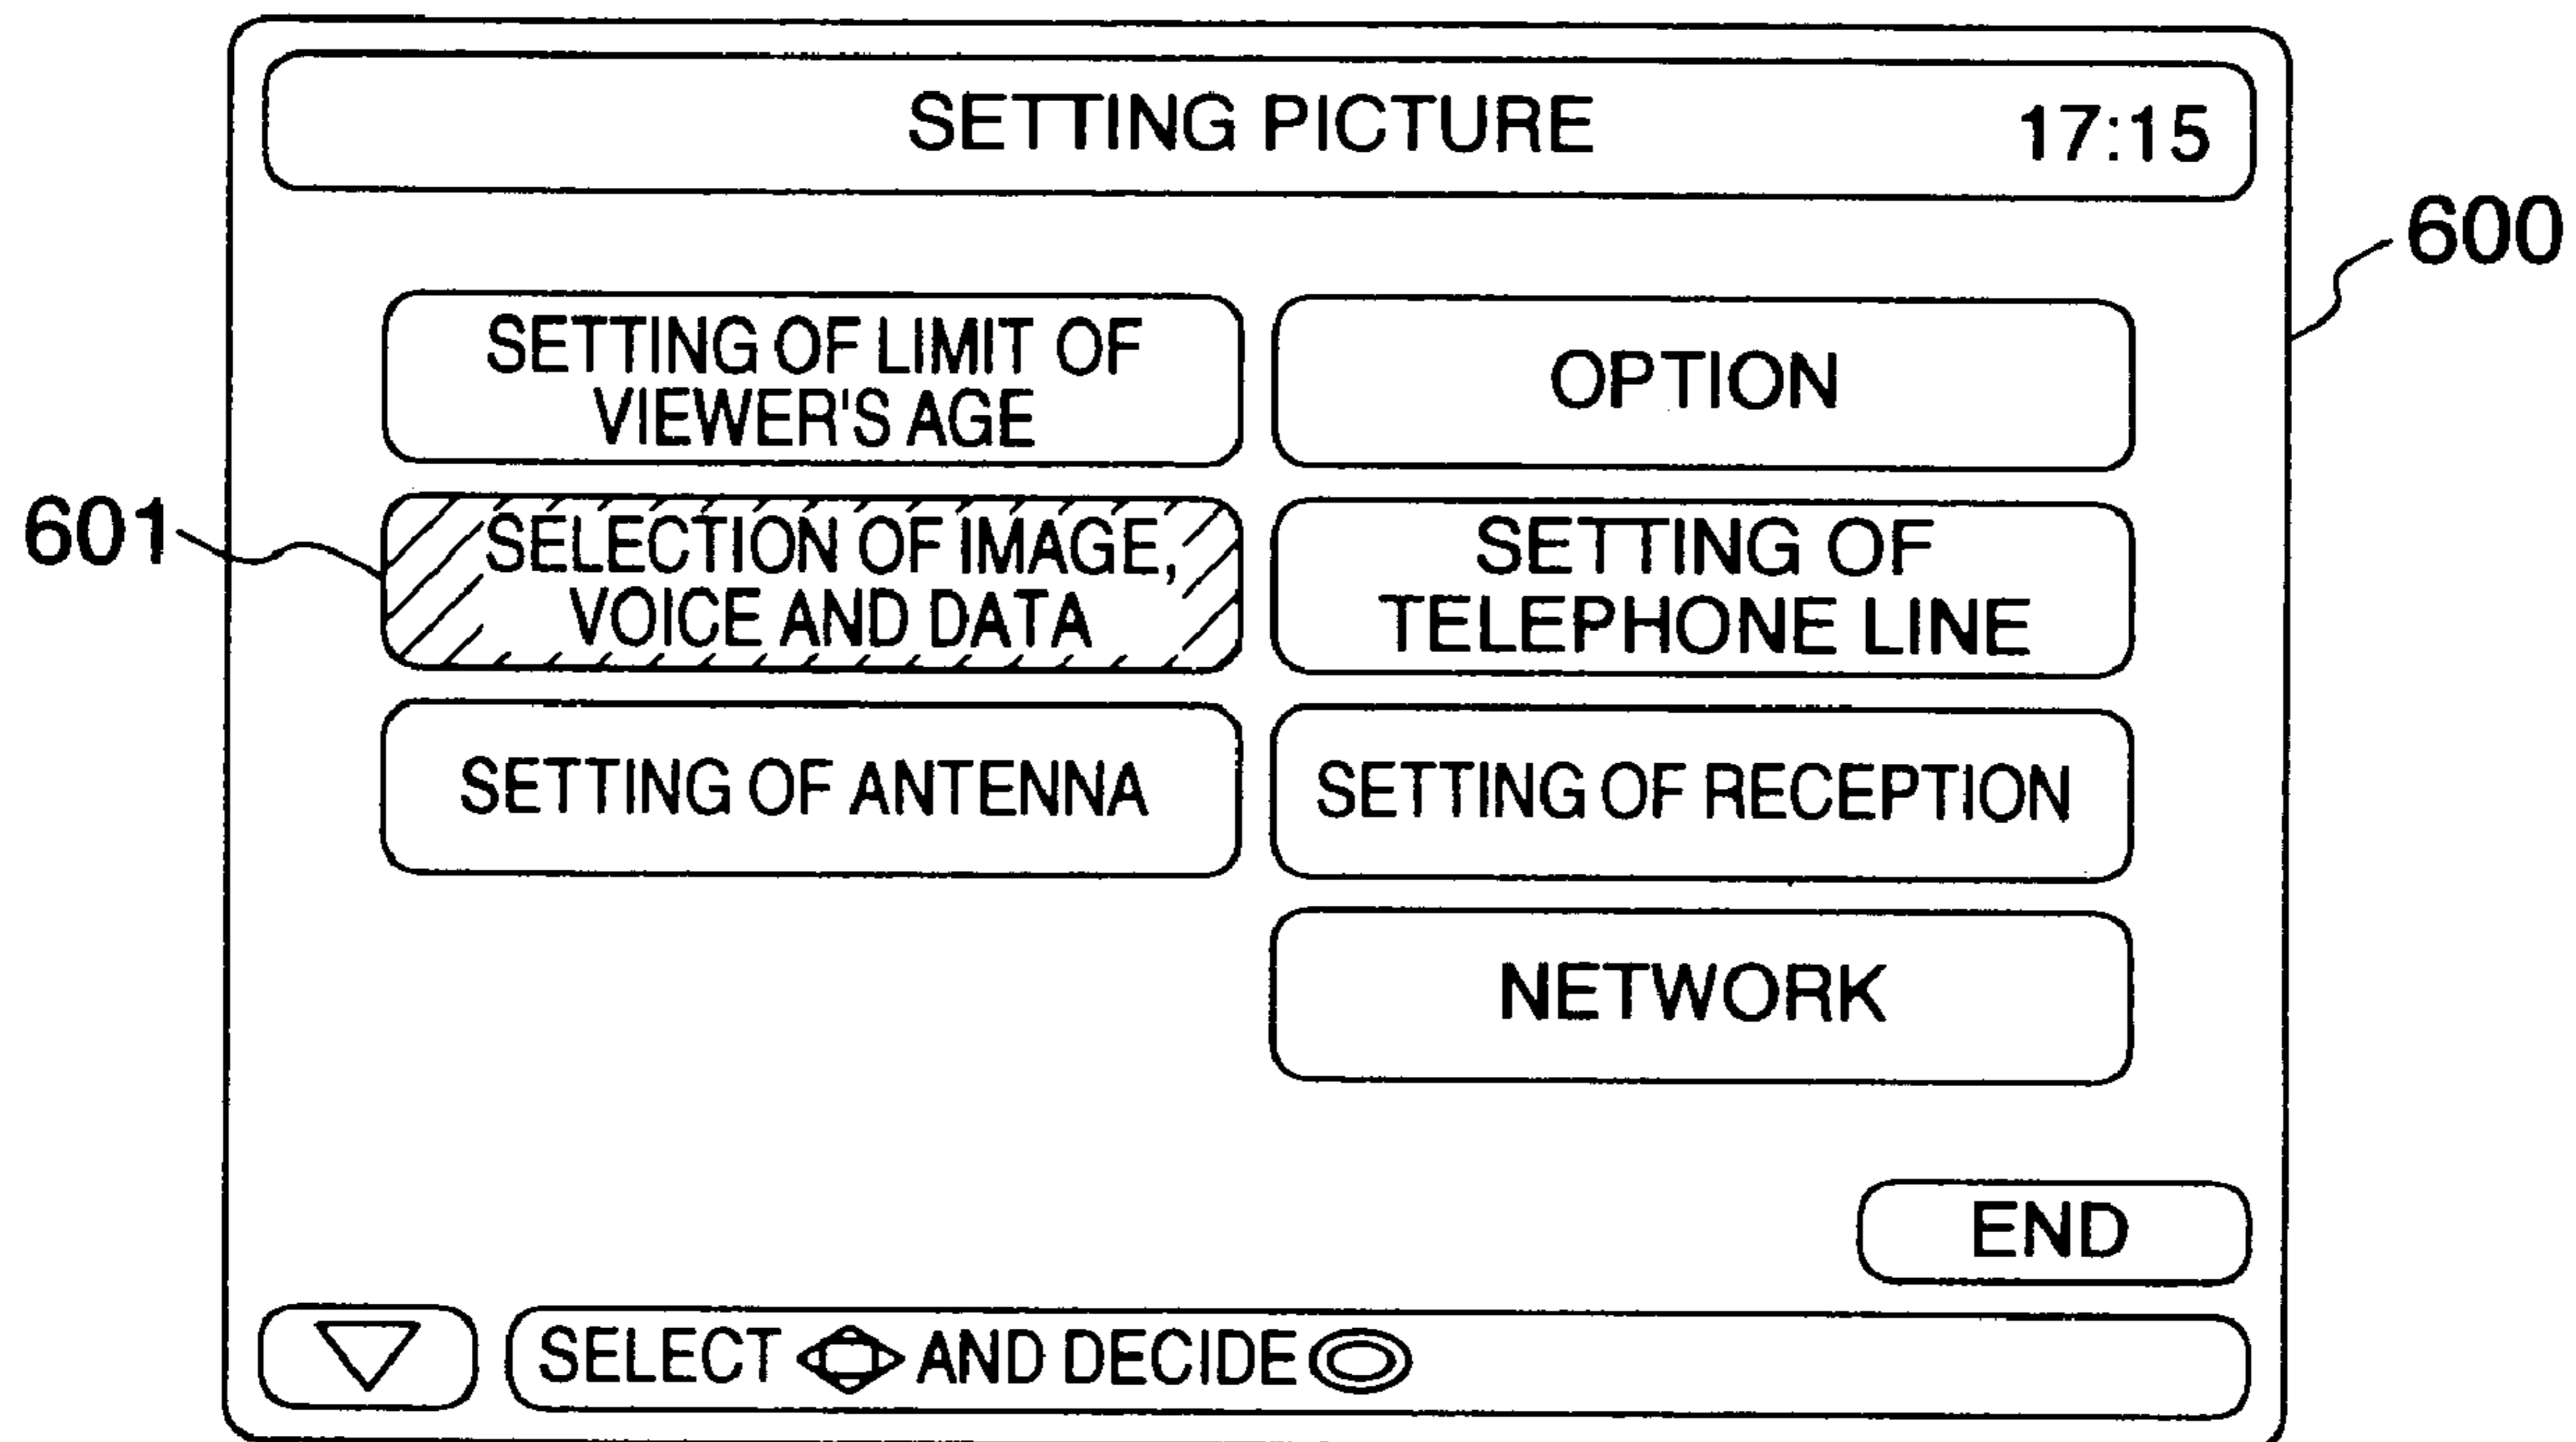 SETTING PICTURE 17:15
600
SETTING OF LIMIT OF
VIEWER'S AGE
OPTION
601
SELECTION OF IMAGE,
VOICE AND DATA
SETTING OF
TELEPHONE LINE
SETTING OF ANTENNA
SETTING OF RECEPTION
NETWORK
END
SELECT AND DECIDE